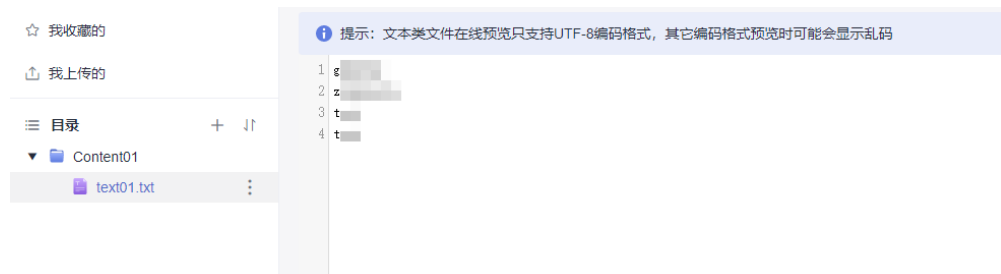 我收藏的
我上传的
目录
Content01
text01.txt
提示：文本类文件在线预览只支持UTF-8编码格式，其它编码格式预览时可能会显示乱码
1 g
2 z
3 t
4 t